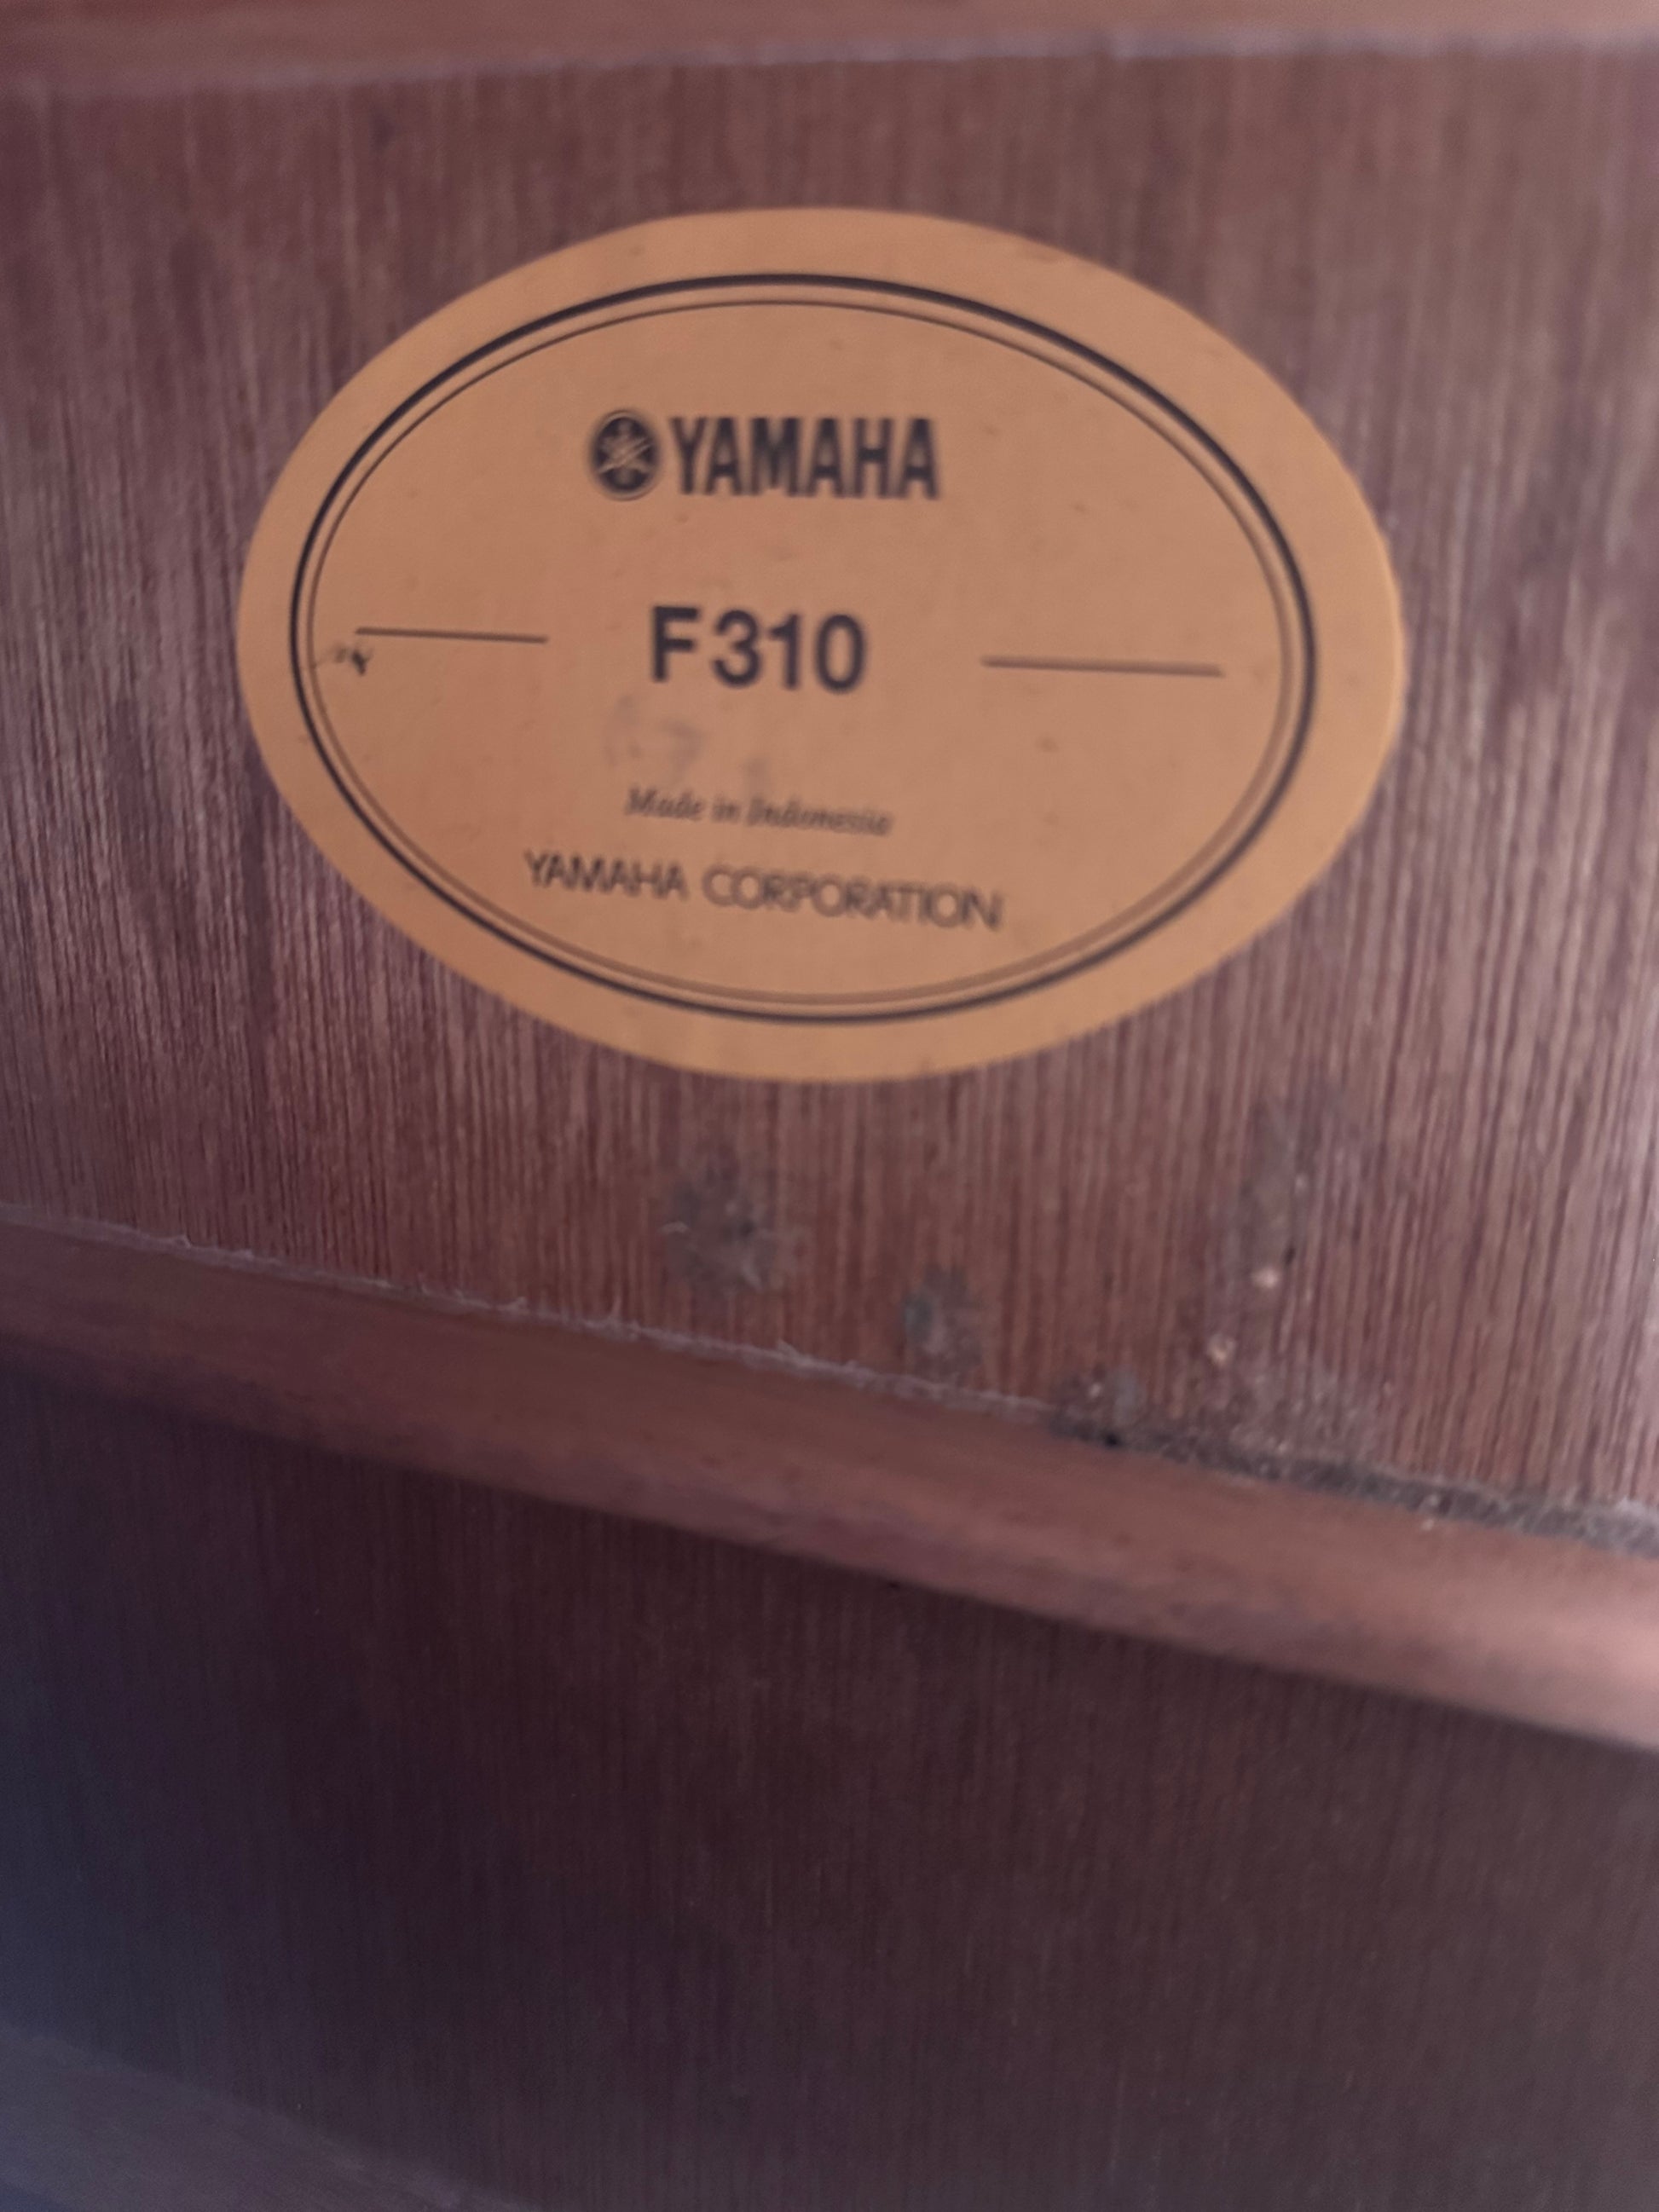 YAMAHA
F310
Made in Indonesia
YAMAHA CORPORATION